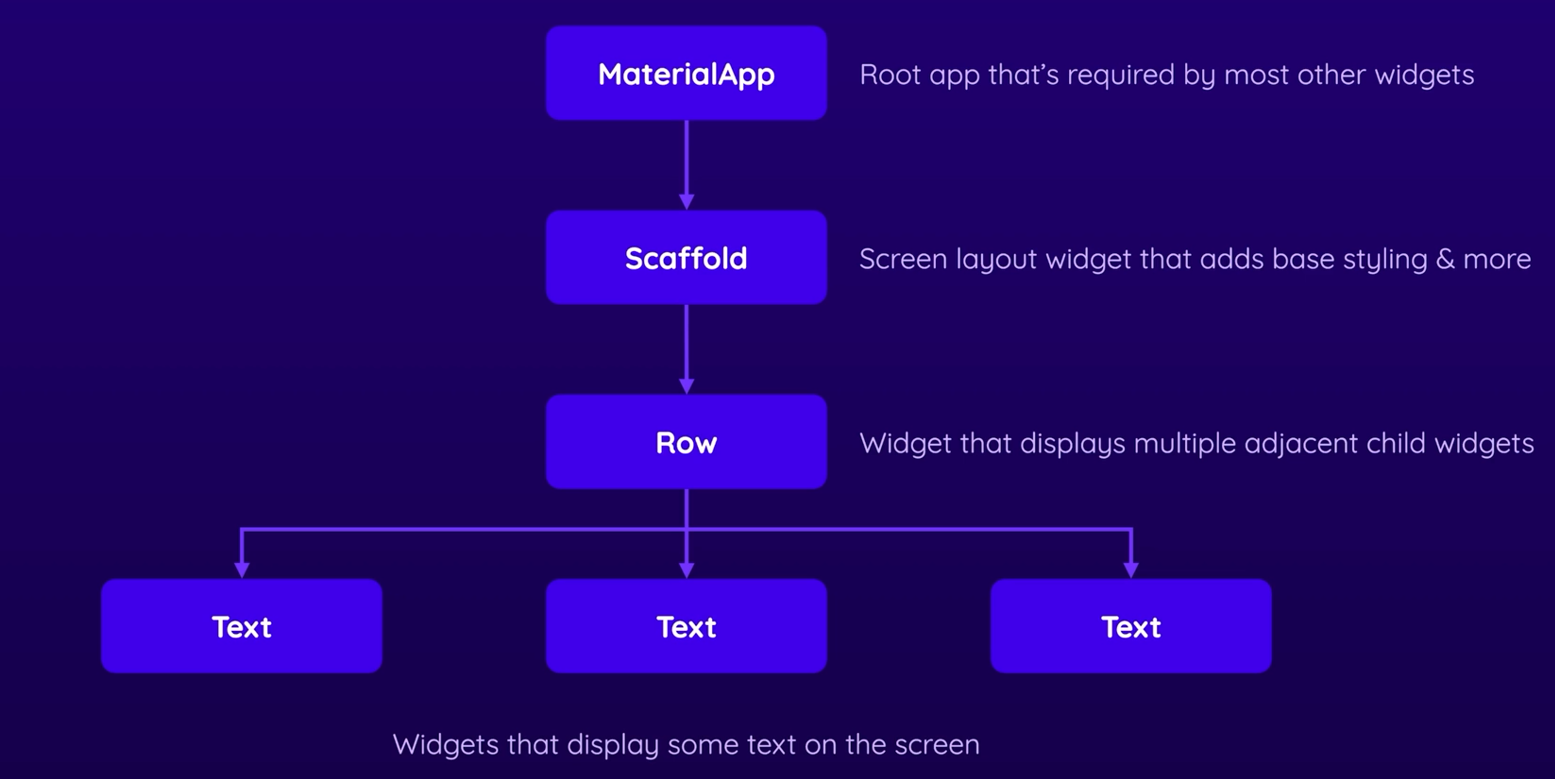 MaterialApp
Root app that’s required by most other widgets
Scaffold
Screen layout widget that adds base styling & more
Row
Widget that displays multiple adjacent child widgets
Text
Text
Text
Widgets that display some text on the screen